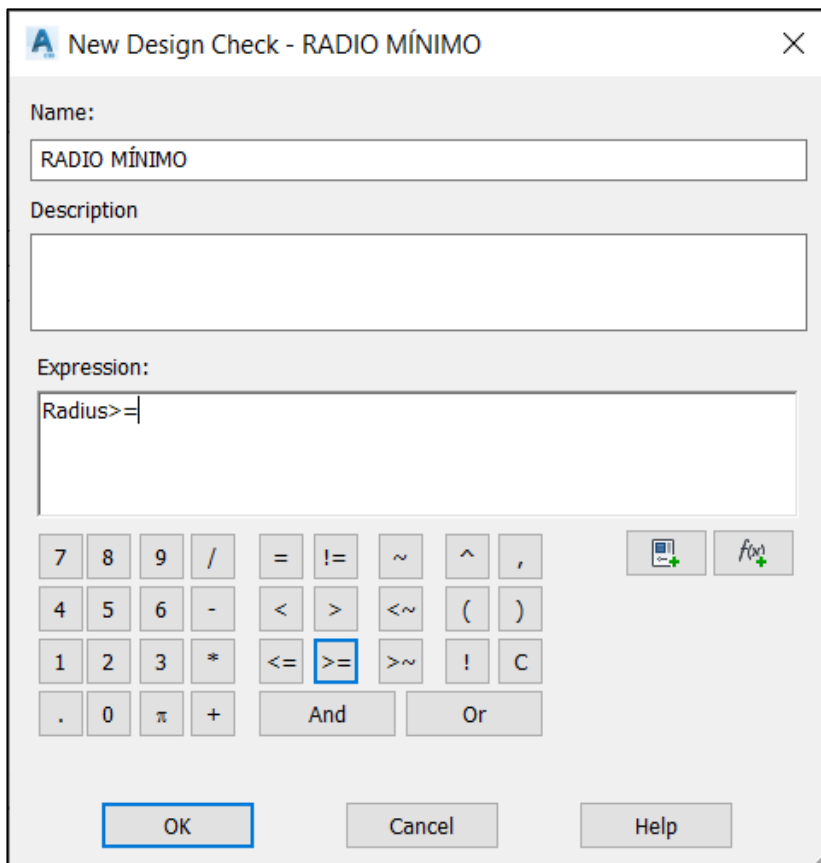 New Design Check - RADIO MÍNIMO
Name:
RADIO MÍNIMO
Description
Expression:
Radius>=
7 8 9 / = != ~ ^ , f(x)
4 5 6 - < > <~ ( )
1 2 3 * <= >= >~ ! C
. 0 π + And Or
OK Cancel Help